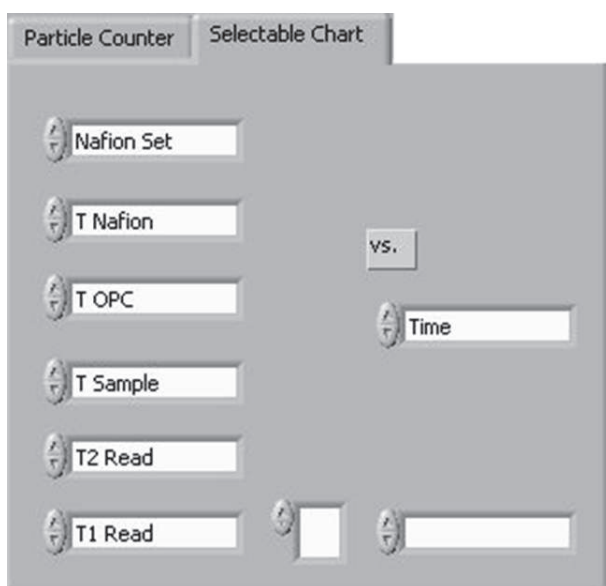 Particle Counter Selectable Chart
Nafion Set
T Nafion
vs.
T OPC
Time
T Sample
T2 Read
T1 Read